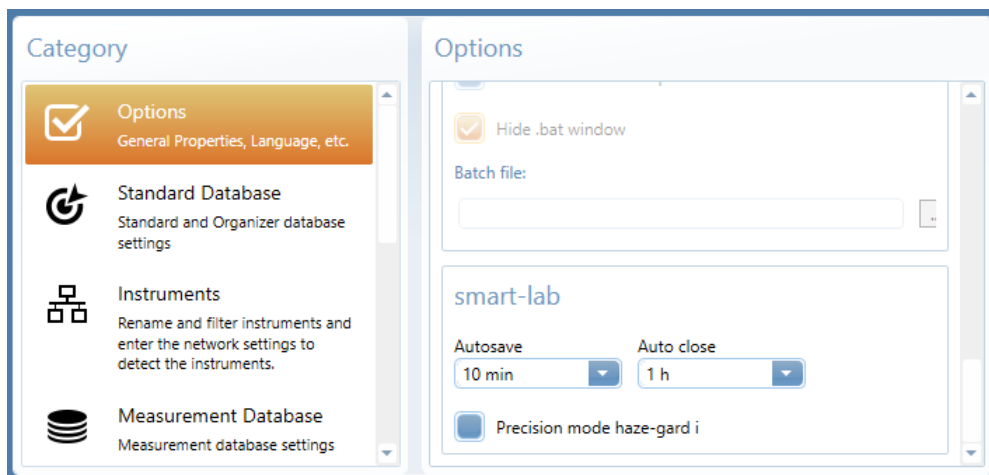 Category
Options
General Properties, Language, etc.
Standard Database
Standard and Organizer database
settings
Instruments
Rename and filter instruments and
enter the network settings to
detect the instruments.
Measurement Database
Measurement database settings
Options
Hide .bat window
Batch file:
smart-lab
Autosave
Auto close
10 min
1 h
Precision mode haze-gard i